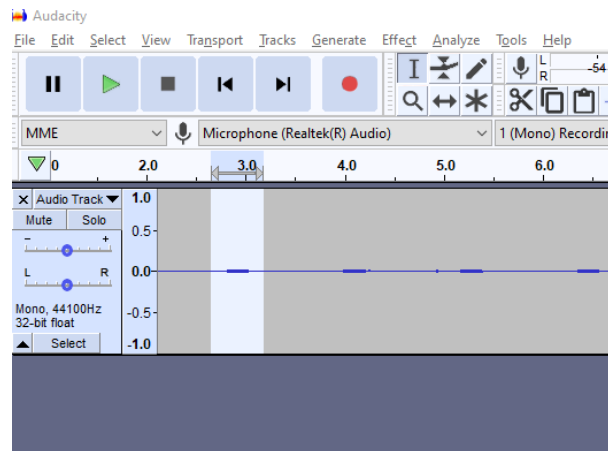 Audacity
File Edit Select View Transport Tracks Generate Effect Analyze Tools Help
L
R
-54
MME
Microphone (Realtek(R) Audio)
1 (Mono) Recordin
0 2.0 3.0 4.0 5.0 6.0
Audio Track 1.0
Mute Solo
0.5
- +
L R 0.0
Mono, 44100Hz
32-bit float
-0.5
Select -1.0